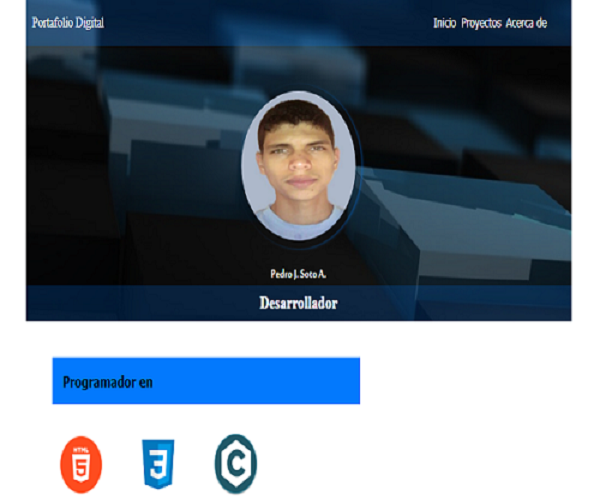 Portafolio Digital
Inicio Proyectos Acerca de
Pedro J. Soto A.
Desarrollador
Programador en
HTML
5 3 C